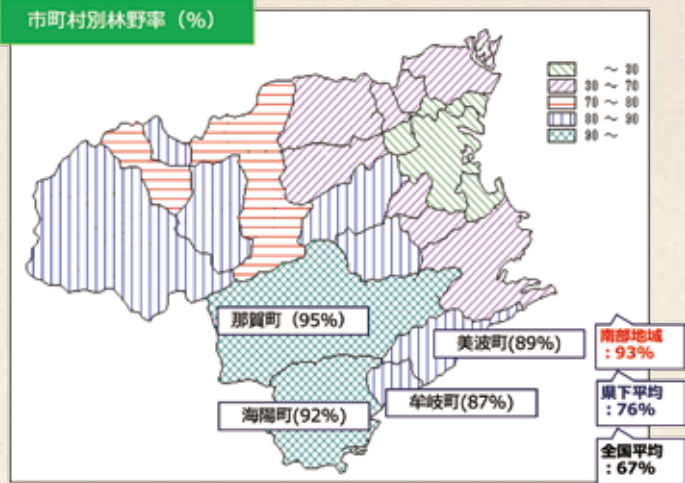 市町村別林野率（%）
～ 30
30 ～ 70
70 ～ 80
80 ～ 90
90 ～
那賀町（95%）
美波町(89%)
牟岐町(87%)
海陽町(92%)
南部地域
：93%
県下平均
：76%
全国平均
：67%